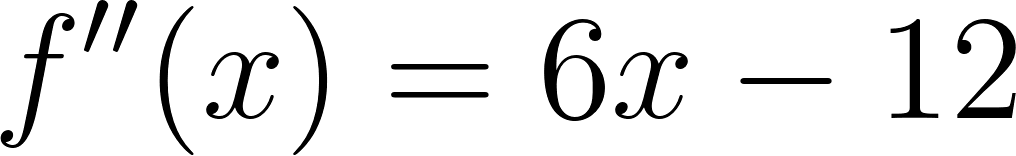 f″(x) = 6x − 12